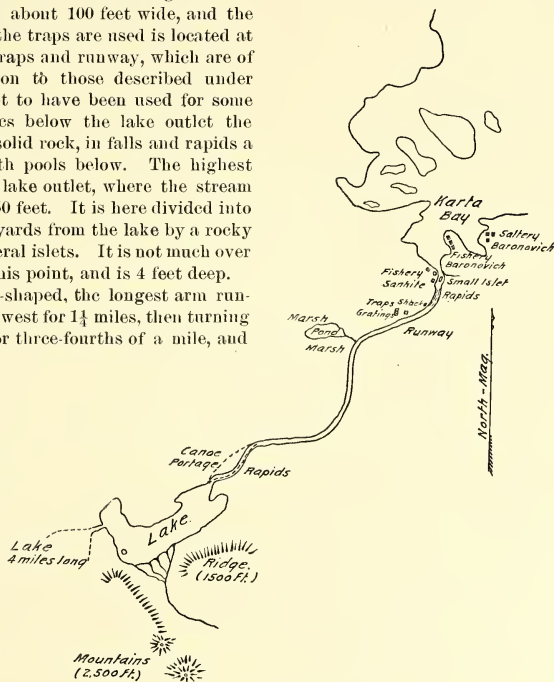 about 100 feet wide, and the
the traps are used is located at
raps and runway, which are of
on to those described under
t to have been used for some
cs below the lake outlet the
solid rock, in falls and rapids a
th pools below. The highest
lake outlet, where the stream
0 feet. It is here divided into
yards from the lake by a rocky
eral islets. It is not much over
his point, and is 4 feet deep.
-shaped, the longest arm run-
west for 1¼ miles, then turning
or three-fourths of a mile, and
Karta
Bay
Saltery
Baronovich
Fishery
Baronovich
Fishery
Sanhite
Small Islet
Rapids
Traps Shacks
Gratings
Runway
Marsh
Pond
Marsh
North-Mag.
Canoe
Portage
Rapids
Lake
Lake
4 miles long
Ridge.
(1500 Ft.)
Mountains
(2,500 Ft.)